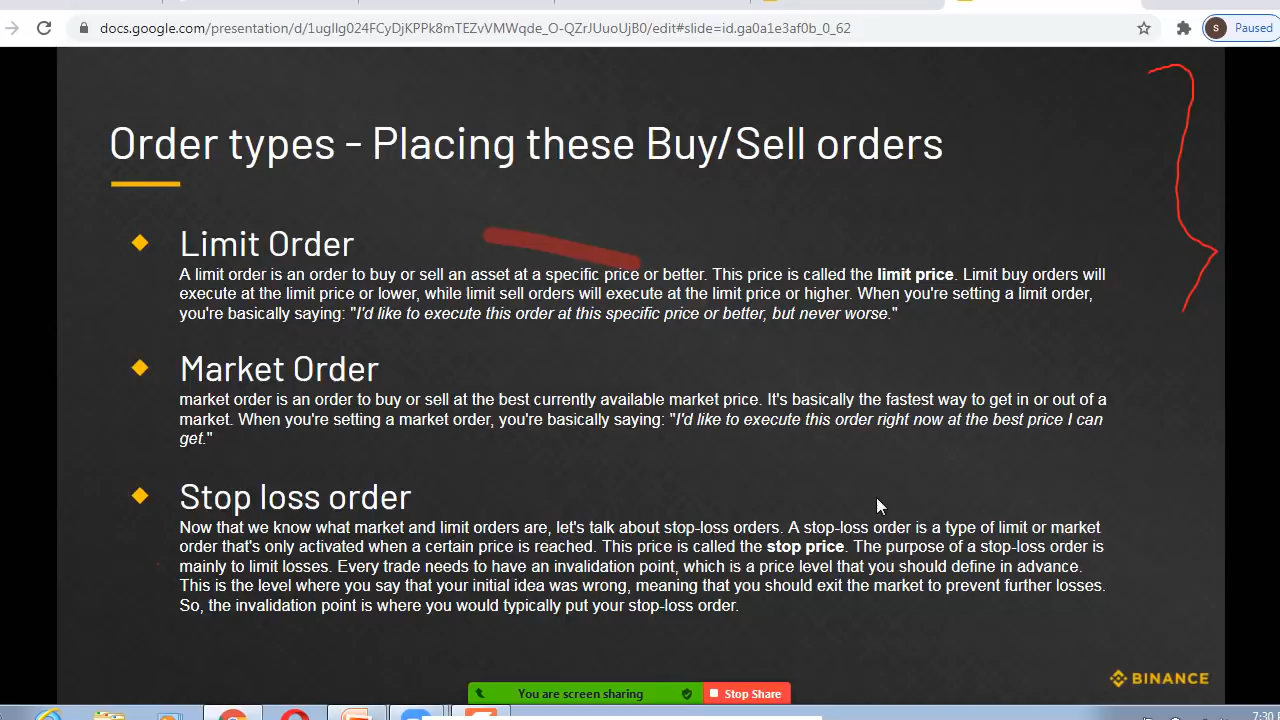 docs.google.com/presentation/d/1ugIlg024FCyDjKPPk8mTEZyVMWzde_O-QZrJUuoUjB0/edit#slide=id.ga0a1e3af0b_0_62
S
Paused
Order types - Placing these Buy/Sell orders
Limit Order
A limit order is an order to buy or sell an asset at a specific price or better. This price is called the limit price. Limit buy orders will
execute at the limit price or lower, while limit sell orders will execute at the limit price or higher. When you're setting a limit order,
you're basically saying: "I'd like to execute this order at this specific price or better, but never worse."
Market Order
market order is an order to buy or sell at the best currently available market price. It's basically the fastest way to get in or out of a
market. When you're setting a market order, you're basically saying: "I'd like to execute this order right now at the best price I can
get."
Stop loss order
Now that we know what market and limit orders are, let's talk about stop-loss orders. A stop-loss order is a type of limit or market
order that's only activated when a certain price is reached. This price is called the stop price. The purpose of a stop-loss order is
mainly to limit losses. Every trade needs to have an invalidation point, which is a price level that you should define in advance.
This is the level where you say that your initial idea was wrong, meaning that you should exit the market to prevent further losses.
So, the invalidation point is where you would typically put your stop-loss order.
BINANCE
You are screen sharing
Stop Share
7:30